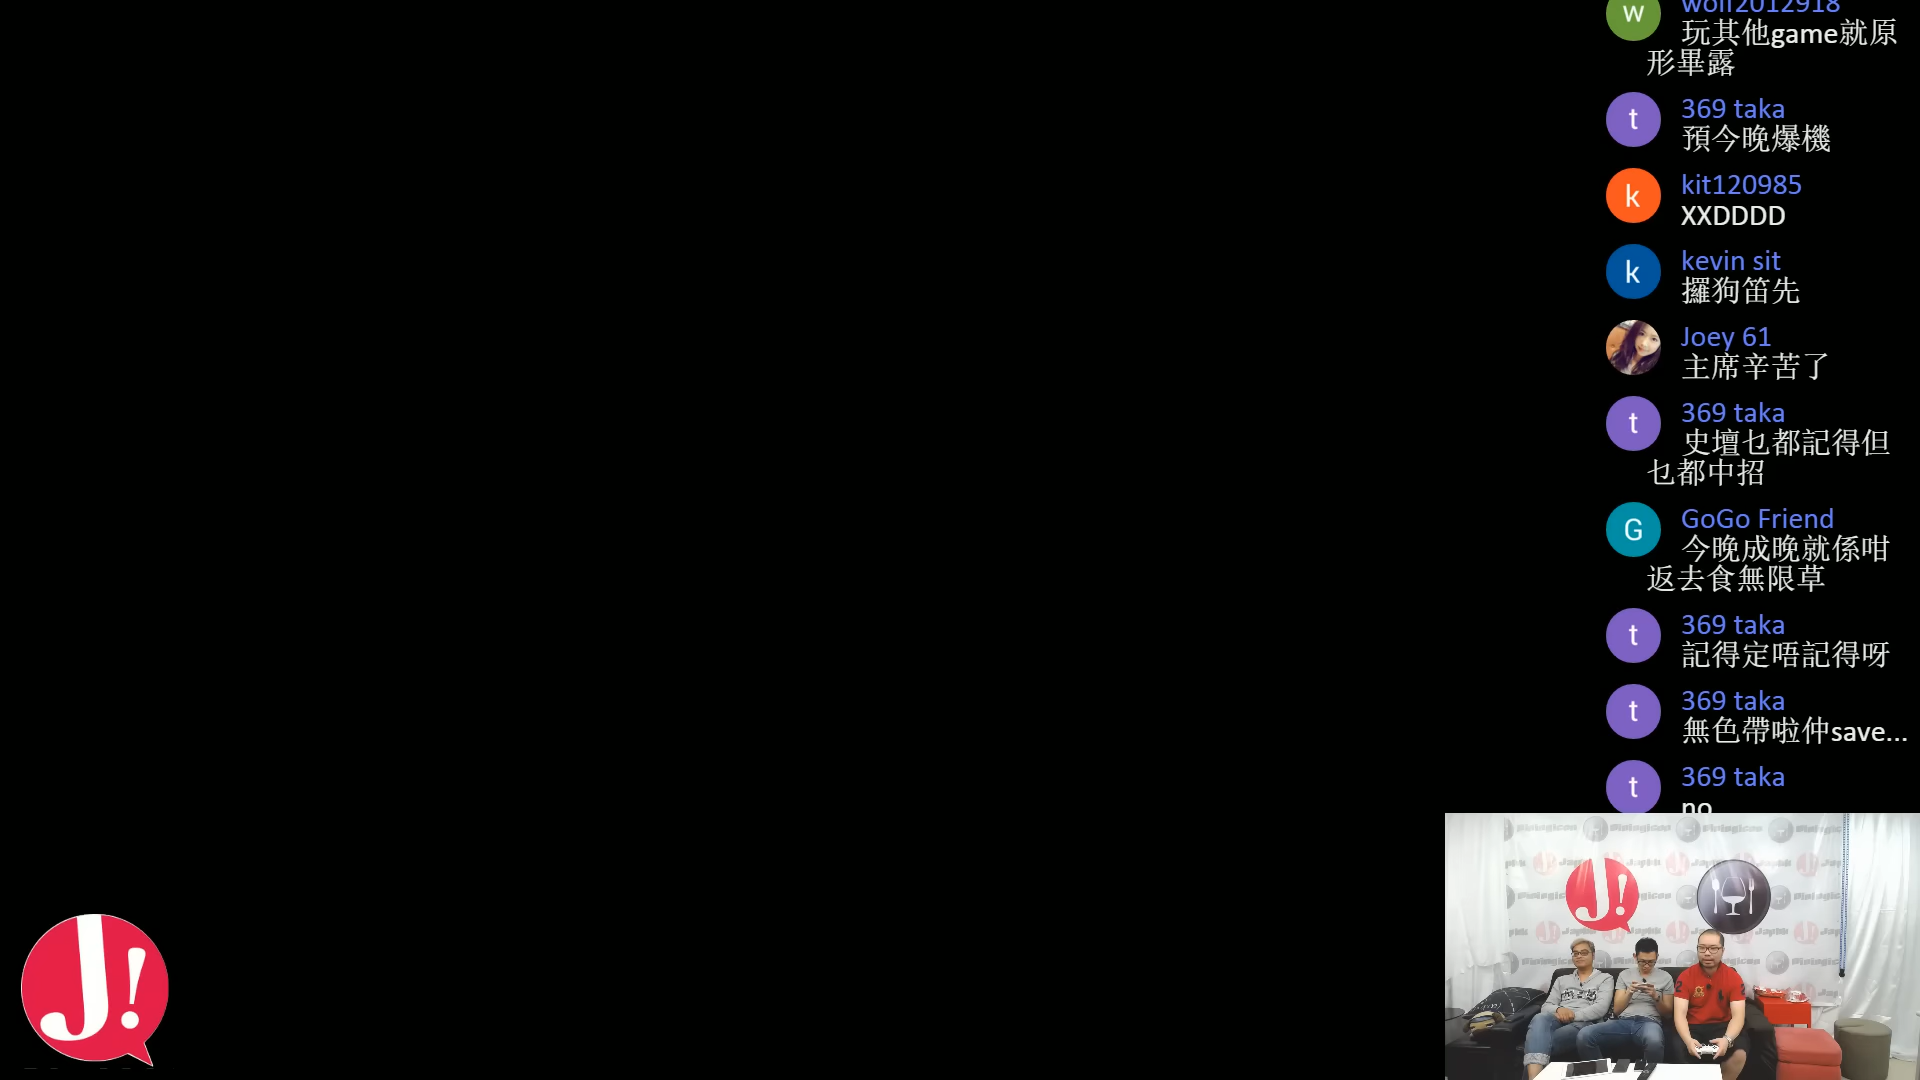 wolf2012918
玩其他game就原
形畢露
369 taka
預今晚爆機
kit120985
XXDDDD
kevin sit
攞狗笛先
Joey 61
主席辛苦了
369 taka
史壇乜都記得但
乜都中招
GoGo Friend
今晚成晚就係咁
返去食無限草
369 taka
記得定唔記得呀
369 taka
無色帶啦仲save...
369 taka
no
J!
J!